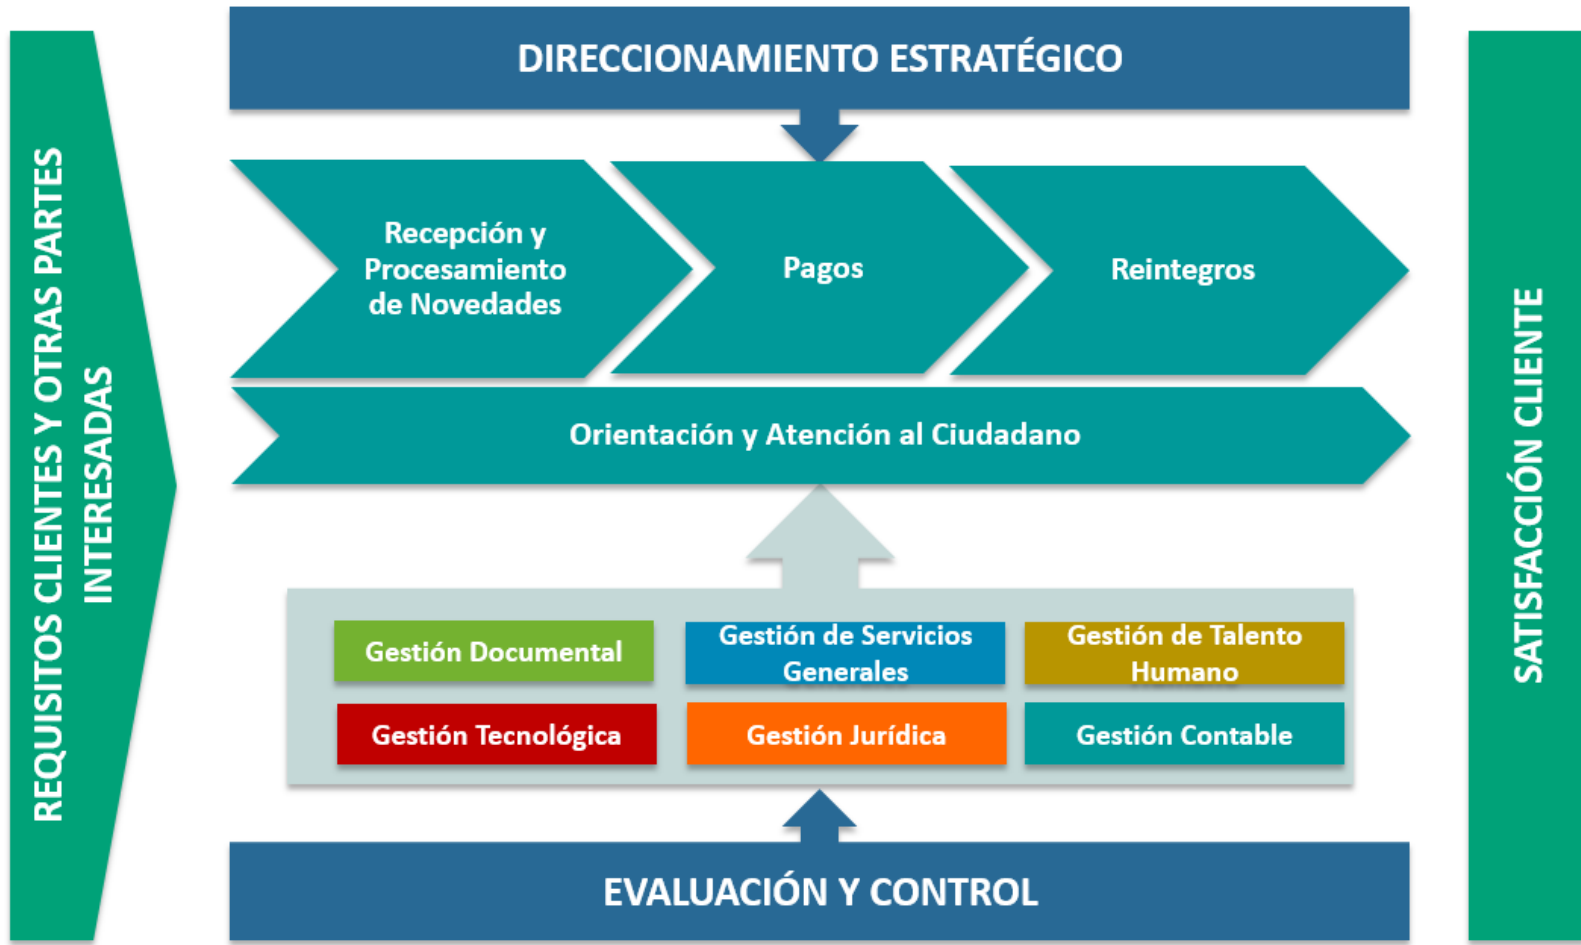 DIRECCIONAMIENTO ESTRATÉGICO
REQUISITOS CLIENTES Y OTRAS PARTES
INTERESADAS
Recepción y
Procesamiento
de Novedades
Pagos
Reintegros
Orientación y Atención al Ciudadano
Gestión Documental
Gestión de Servicios
Generales
Gestión de Talento
Humano
Gestión Tecnológica
Gestión Jurídica
Gestión Contable
EVALUACIÓN Y CONTROL
SATISFACCIÓN CLIENTE